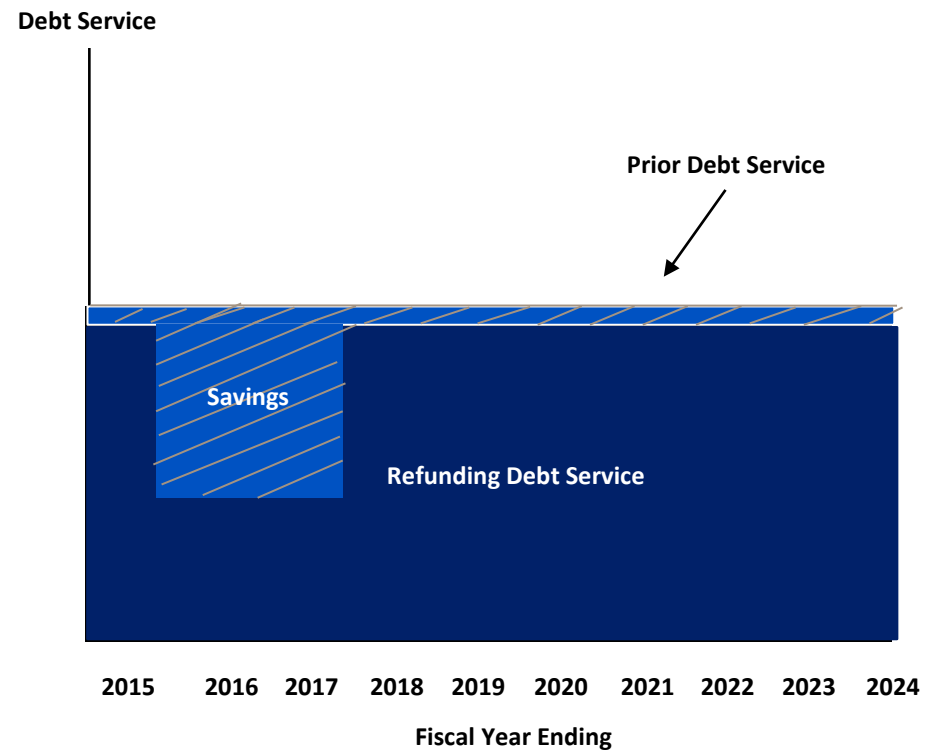 Debt Service
Prior Debt Service
Savings
Refunding Debt Service
2015 2016 2017 2018 2019 2020 2021 2022 2023 2024
Fiscal Year Ending